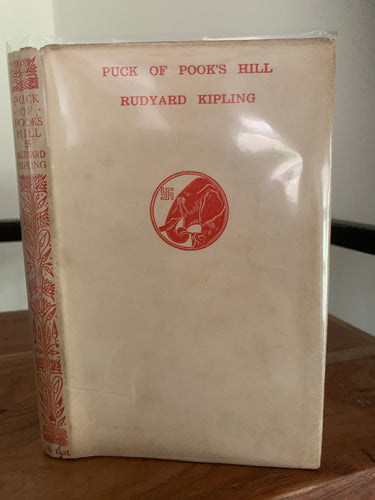 PUCK OF POOK'S HILL
RUDYARD KIPLING
PUCK
OF
POOK'S
HILL
RUDYARD
KIPLING